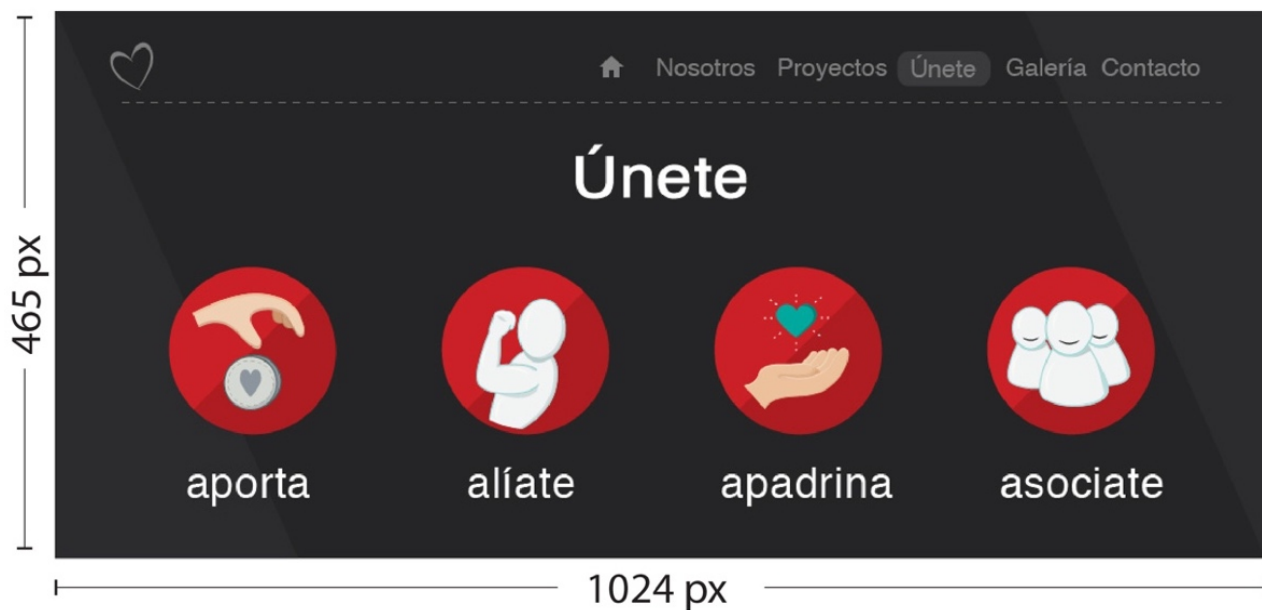 Nosotros Proyectos Únete Galería Contacto
Únete
aporta alíate apadrina asociate
465 px
1024 px